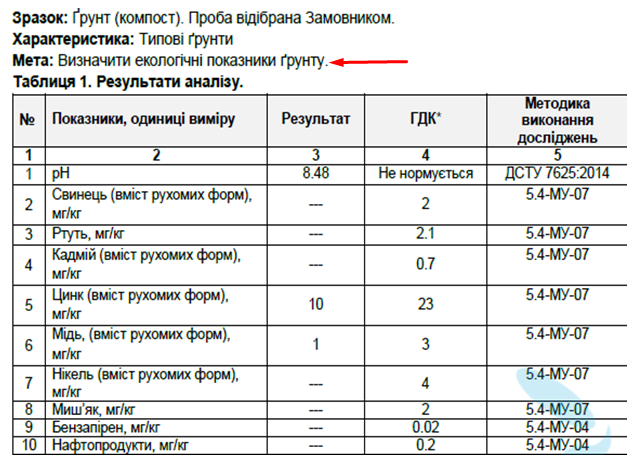 Зразок: Ґрунт (компост). Проба відібрана Замовником.
Характеристика: Типові ґрунти
Мета: Визначити екологічні показники ґрунту.
Таблиця 1. Результати аналізу.
№ Показники, одиниці виміру Результат ГДК* Методика виконання досліджень
1 2 3 4 5
1 pH 8.48 Не нормується ДСТУ 7625:2014
2 Свинець (вміст рухомих форм), мг/кг --- 2 5.4-МУ-07
3 Ртуть, мг/кг --- 2.1 5.4-МУ-07
4 Кадмій (вміст рухомих форм), мг/кг --- 0.7 5.4-МУ-07
5 Цинк (вміст рухомих форм), мг/кг 10 23 5.4-МУ-07
6 Мідь, (вміст рухомих форм), мг/кг 1 3 5.4-МУ-07
7 Нікель (вміст рухомих форм), мг/кг --- 4 5.4-МУ-07
8 Миш'як, мг/кг --- 2 5.4-МУ-07
9 Бензапірен, мг/кг --- 0.02 5.4-МУ-04
10 Нафтопродукти, мг/кг --- 0.2 5.4-МУ-04